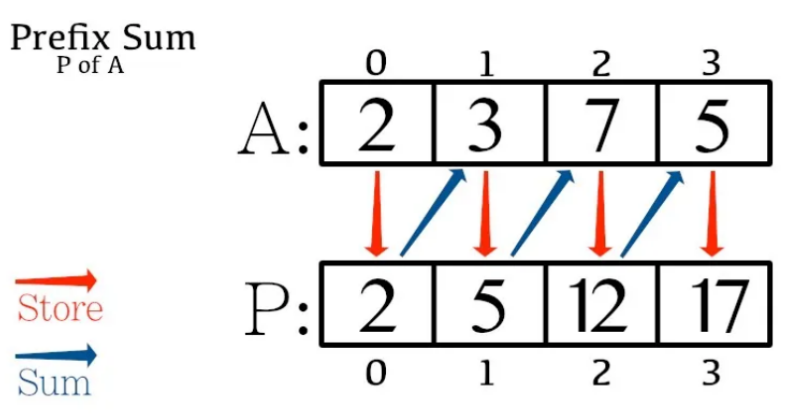 Prefix Sum
P of A
0 1 2 3
A: 2 3 7 5
Store
Sum
P: 2 5 12 17
0 1 2 3